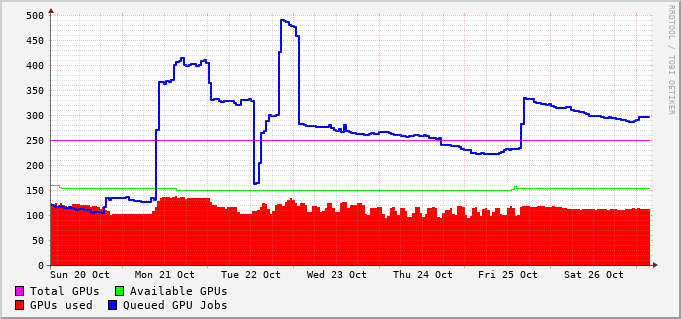 500
450
400
350
300
250
200
150
100
50
0
Sun 20 Oct Mon 21 Oct Tue 22 Oct Wed 23 Oct Thu 24 Oct Fri 25 Oct Sat 26 Oct
Total GPUs Available GPUs
GPUs used Queued GPU Jobs
RRDTOOL / TOBI OETIKER